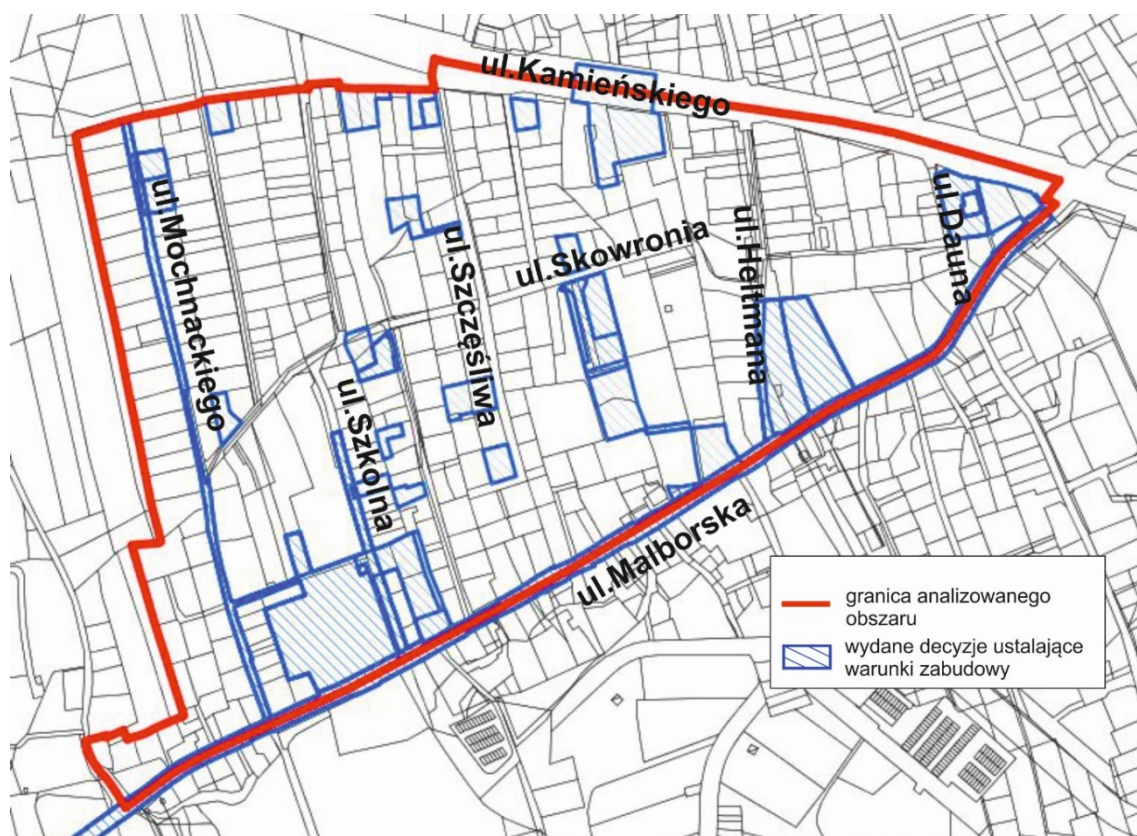 ul.Kamieńskiego
ul.Mochnackiego
ul.Szczęśliwa
ul.Skowronia
ul.Heltmana
ul.Dauna
ul.Szkolna
ul.Malborska
granica analizowanego
obszaru
wydane decyzje ustalające
warunki zabudowy